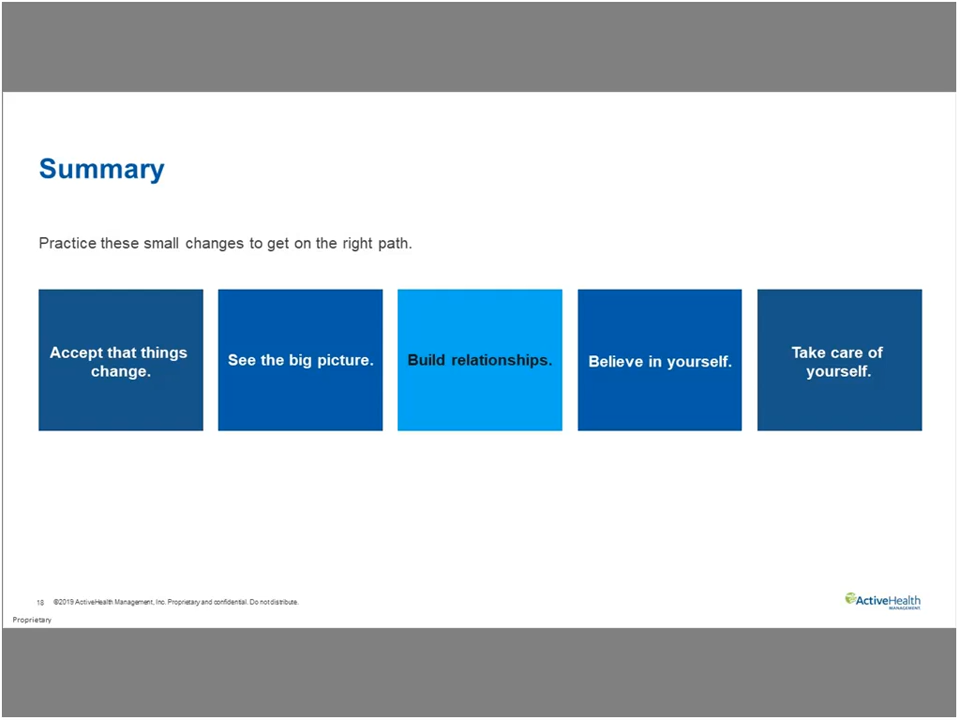 Summary
Practice these small changes to get on the right path.
Accept that things
change.
See the big picture.
Build relationships.
Believe in yourself.
Take care of
yourself.
18 ©2019 ActiveHealth Management, Inc. Proprietary and confidential. Do not distribute.
ActiveHealth
MANAGEMENT.
Proprietary